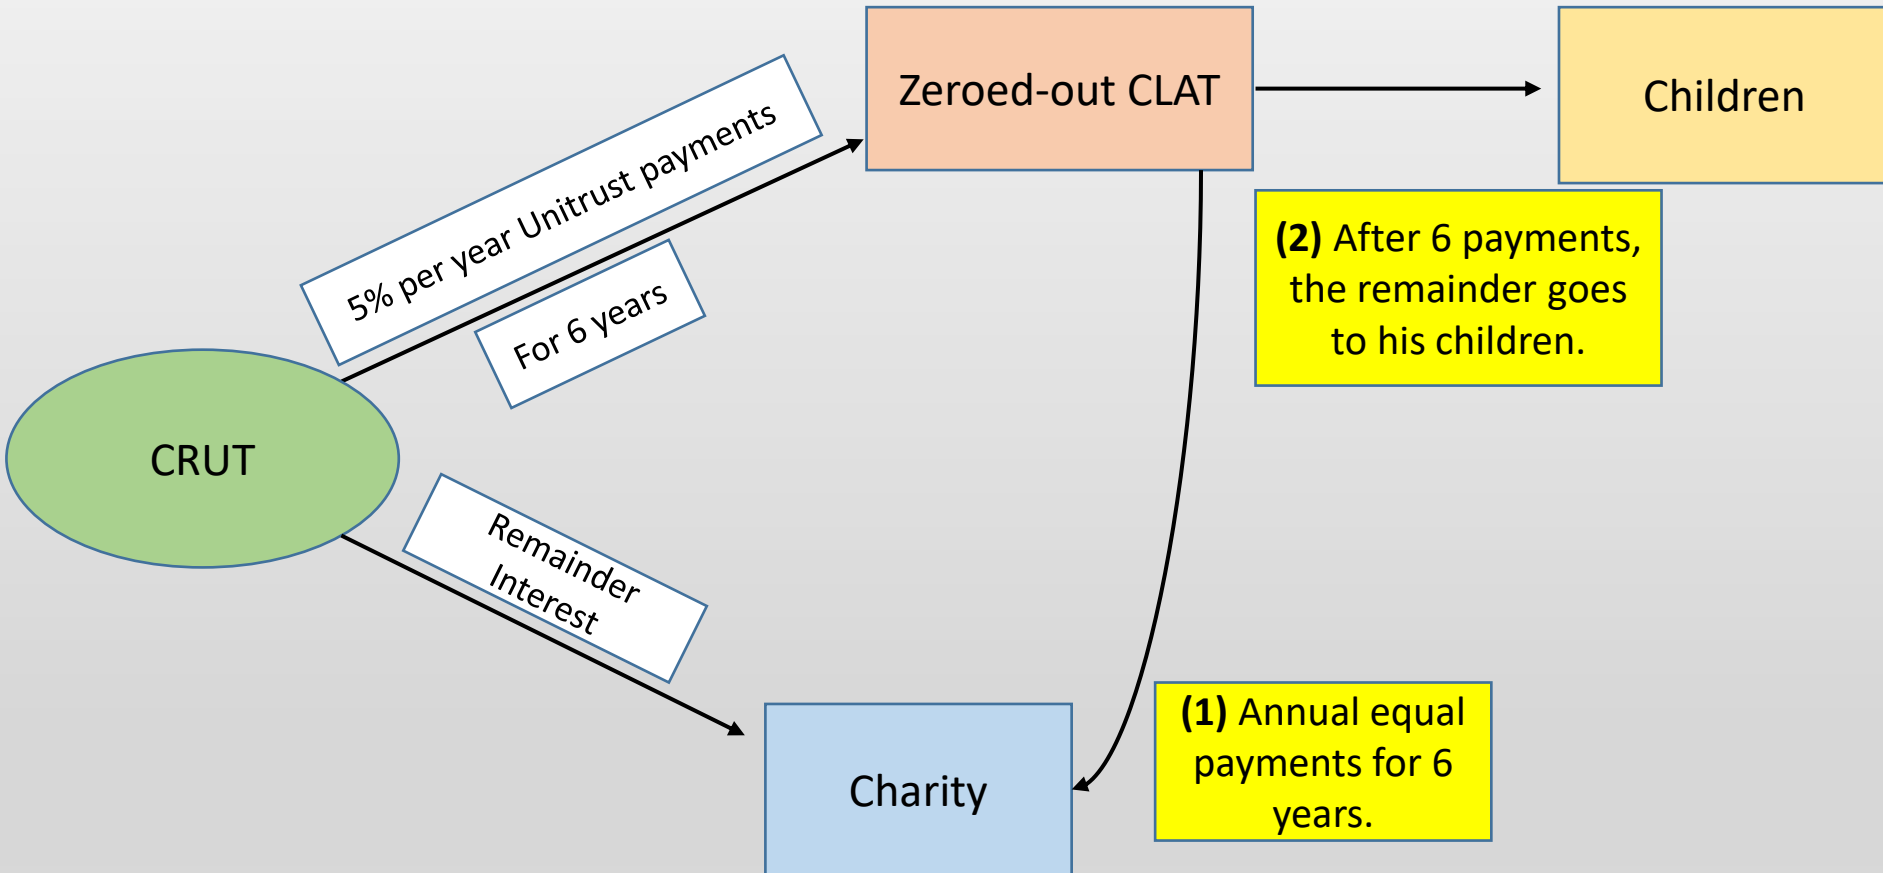 Zeroed-out CLAT
Children
5% per year Unitrust payments
For 6 years
(2) After 6 payments,
the remainder goes
to his children.
CRUT
Remainder
Interest
(1) Annual equal
payments for 6
years.
Charity